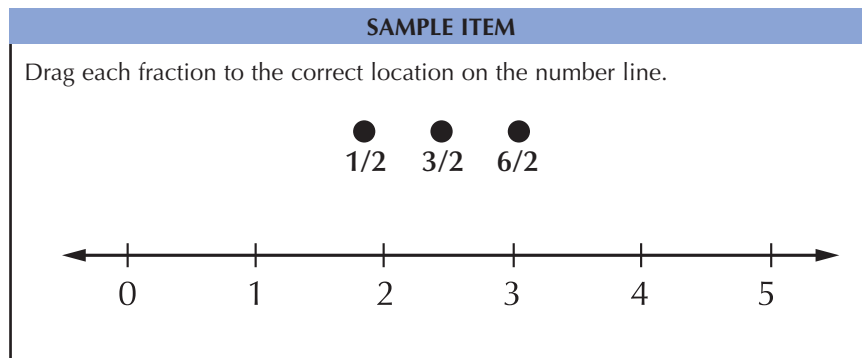 SAMPLE ITEM
Drag each fraction to the correct location on the number line.
1/2 3/2 6/2
0 1 2 3 4 5